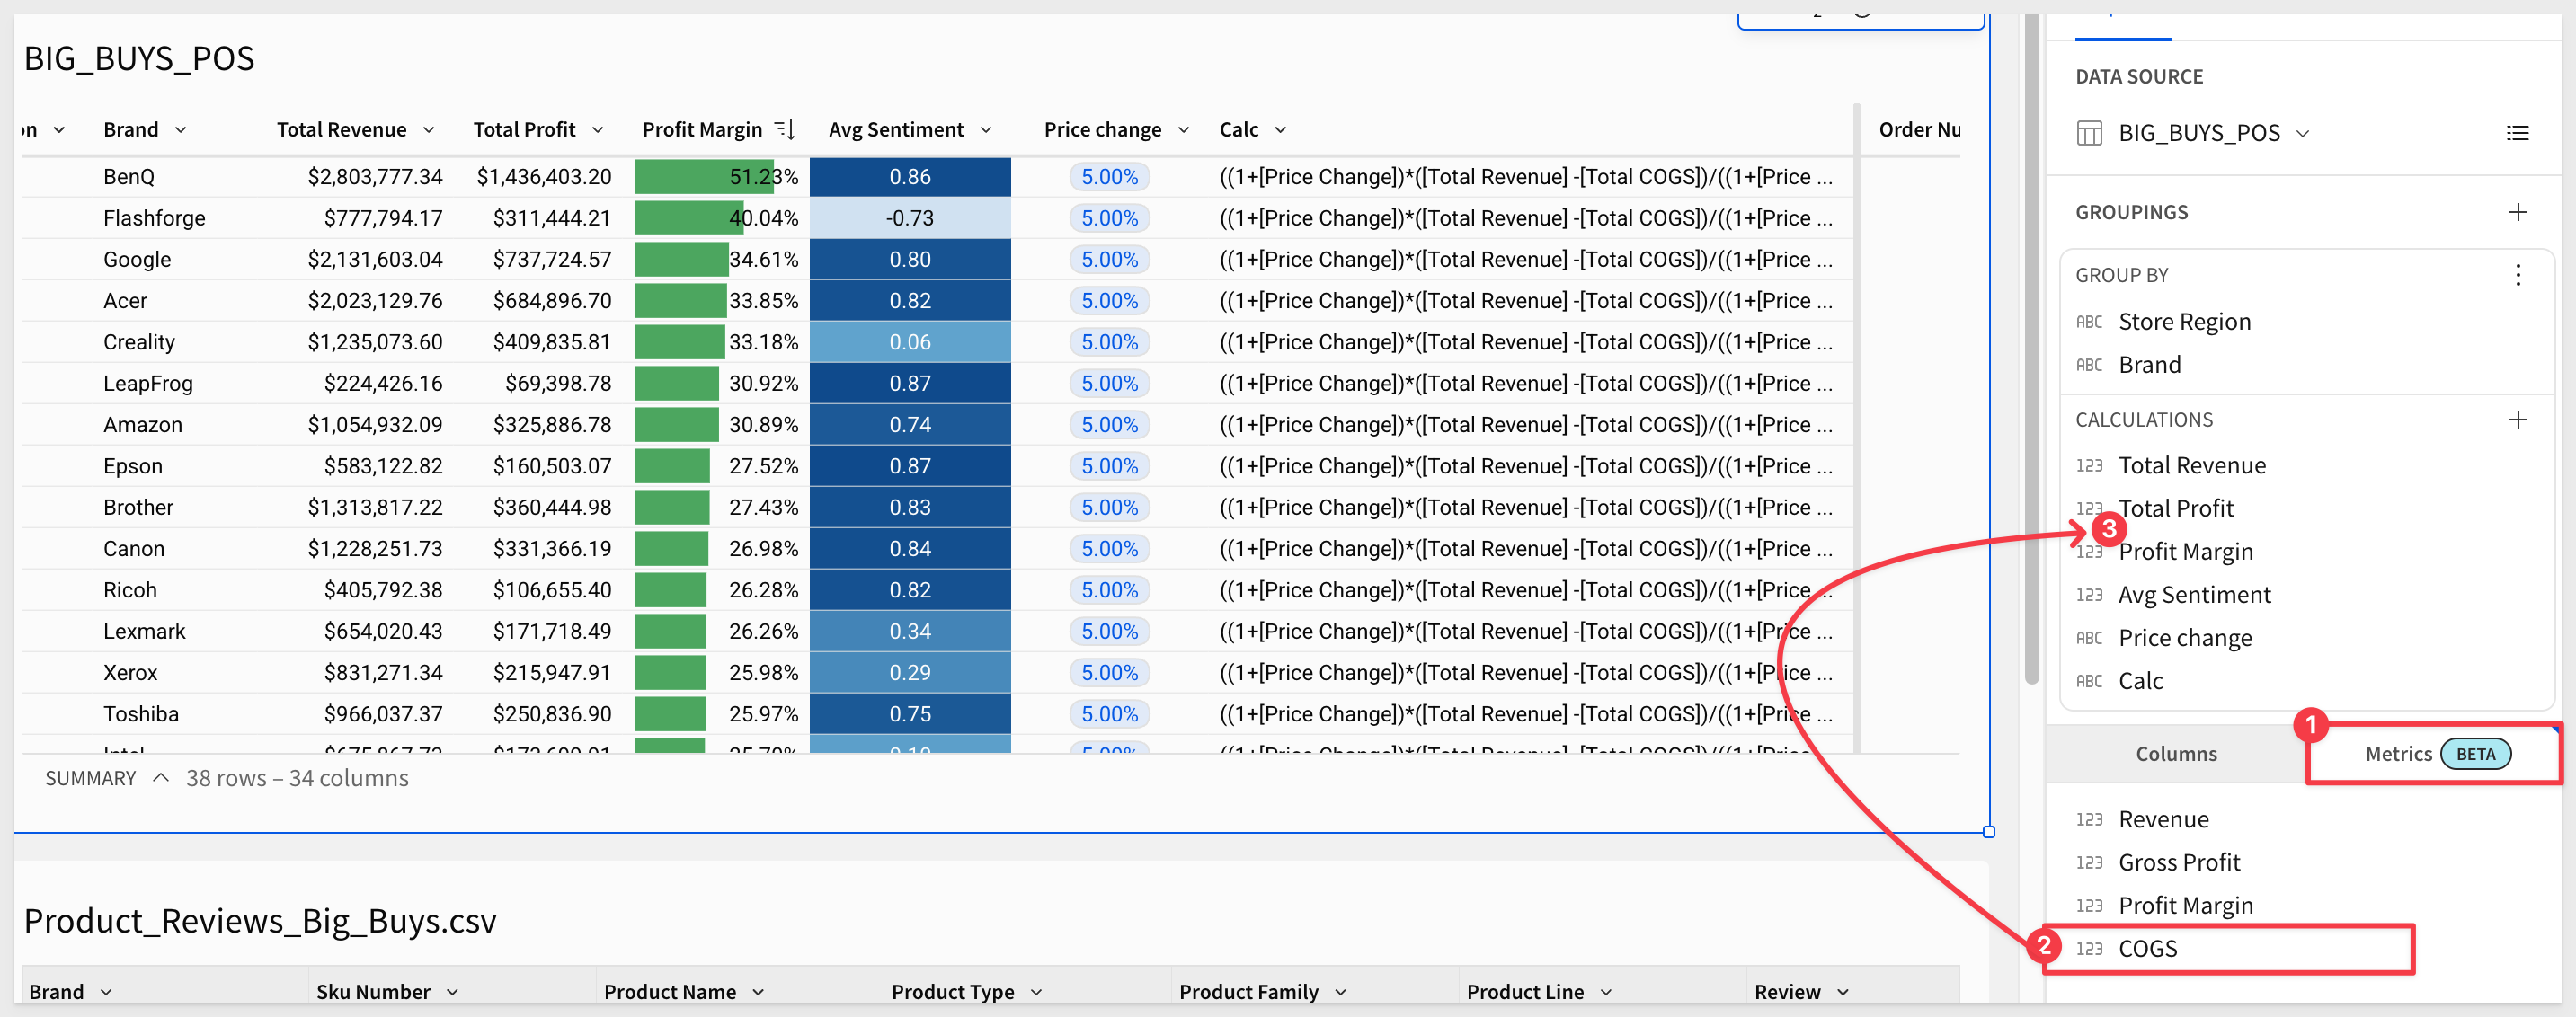 BIG_BUYS_POS
on Brand Total Revenue Total Profit Profit Margin Avg Sentiment Price change Calc Order Nu
BenQ $2,803,777.34 $1,436,403.20 51.23% 0.86 5.00% ((1+[Price Change])*([Total Revenue] -[Total COGS])/((1+[Price ...
Flashforge $777,794.17 $311,444.21 40.04% -0.73 5.00% ((1+[Price Change])*([Total Revenue] -[Total COGS])/((1+[Price ...
Google $2,131,603.04 $737,724.57 34.61% 0.80 5.00% ((1+[Price Change])*([Total Revenue] -[Total COGS])/((1+[Price ...
Acer $2,023,129.76 $684,896.70 33.85% 0.82 5.00% ((1+[Price Change])*([Total Revenue] -[Total COGS])/((1+[Price ...
Creality $1,235,073.60 $409,835.81 33.18% 0.06 5.00% ((1+[Price Change])*([Total Revenue] -[Total COGS])/((1+[Price ...
LeapFrog $224,426.16 $69,398.78 30.92% 0.87 5.00% ((1+[Price Change])*([Total Revenue] -[Total COGS])/((1+[Price ...
Amazon $1,054,932.09 $325,886.78 30.89% 0.74 5.00% ((1+[Price Change])*([Total Revenue] -[Total COGS])/((1+[Price ...
Epson $583,122.82 $160,503.07 27.52% 0.87 5.00% ((1+[Price Change])*([Total Revenue] -[Total COGS])/((1+[Price ...
Brother $1,313,817.22 $360,444.98 27.43% 0.83 5.00% ((1+[Price Change])*([Total Revenue] -[Total COGS])/((1+[Price ...
Canon $1,228,251.73 $331,366.19 26.98% 0.84 5.00% ((1+[Price Change])*([Total Revenue] -[Total COGS])/((1+[Price ...
Ricoh $405,792.38 $106,655.40 26.28% 0.82 5.00% ((1+[Price Change])*([Total Revenue] -[Total COGS])/((1+[Price ...
Lexmark $654,020.43 $171,718.49 26.26% 0.34 5.00% ((1+[Price Change])*([Total Revenue] -[Total COGS])/((1+[Price ...
Xerox $831,271.34 $215,947.91 25.98% 0.29 5.00% ((1+[Price Change])*([Total Revenue] -[Total COGS])/((1+[Price ...
Toshiba $966,037.37 $250,836.90 25.97% 0.75 5.00% ((1+[Price Change])*([Total Revenue] -[Total COGS])/((1+[Price ...
SUMMARY 38 rows – 34 columns
Product_Reviews_Big_Buys.csv
Brand Sku Number Product Name Product Type Product Family Product Line Review
DATA SOURCE
BIG_BUYS_POS
GROUPINGS
GROUP BY
ABC Store Region
ABC Brand
CALCULATIONS
123 Total Revenue
123 Total Profit
3
123 Profit Margin
123 Avg Sentiment
ABC Price change
ABC Calc
1
Columns Metrics BETA
123 Revenue
123 Gross Profit
123 Profit Margin
2 123 COGS